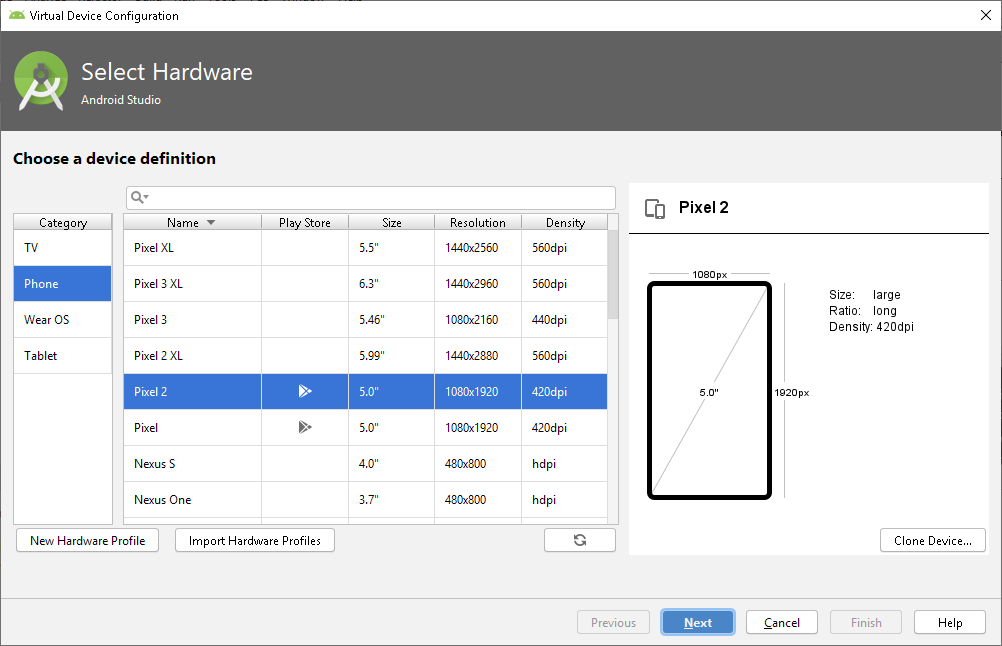 Virtual Device Configuration
Select Hardware
Android Studio
Choose a device definition
Category
TV
Phone
Wear OS
Tablet
Name Play Store Size Resolution Density
Pixel XL 5.5" 1440x2560 560dpi
Pixel 3 XL 6.3" 1440x2960 560dpi
Pixel 3 5.46" 1080x2160 440dpi
Pixel 2 XL 5.99" 1440x2880 560dpi
Pixel 2 5.0" 1080x1920 420dpi
Pixel 5.0" 1080x1920 420dpi
Nexus S 4.0" 480x800 hdpi
Nexus One 3.7" 480x800 hdpi
New Hardware Profile
Import Hardware Profiles
Pixel 2
1080px
5.0"
1920px
Size: large
Ratio: long
Density: 420dpi
Clone Device...
Previous
Next
Cancel
Finish
Help